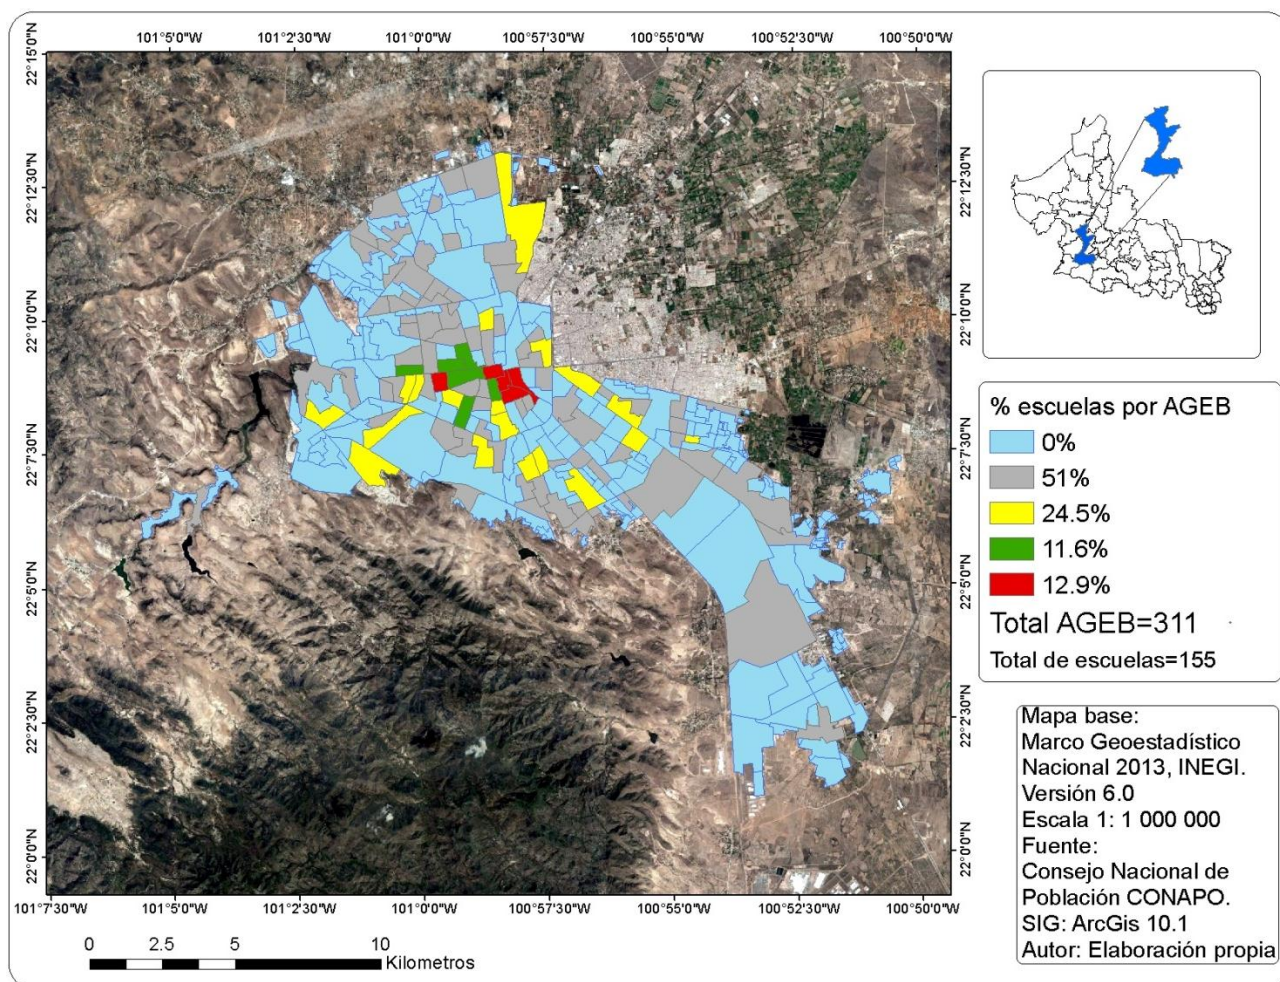 101°5'0"W 101°2'30"W 101°0'0"W 100°57'30"W 100°55'0"W 100°52'30"W 100°50'0"W
22°15'0"N
22°12'30"N
22°10'0"N
22°7'30"N
22°5'0"N
22°2'30"N
22°0'0"N
22°12'30"N
22°10'0"N
22°7'30"N
22°5'0"N
22°2'30"N
22°0'0"N
101°7'30"W 101°5'0"W 101°2'30"W 101°0'0"W 100°57'30"W 100°55'0"W 100°52'30"W 100°50'0"W
0 2.5 5 10
Kilometros
% escuelas por AGEB
0%
51%
24.5%
11.6%
12.9%
Total AGEB=311
Total de escuelas=155
Mapa base:
Marco Geoestadístico
Nacional 2013, INEGI.
Versión 6.0
Escala 1: 1 000 000
Fuente:
Consejo Nacional de
Población CONAPO.
SIG: ArcGis 10.1
Autor: Elaboración propia